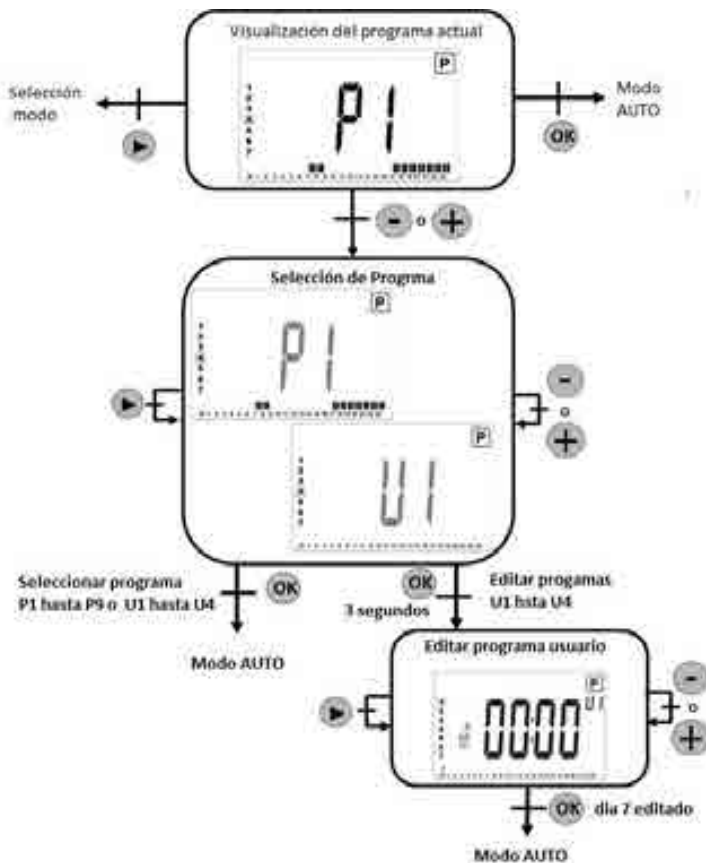 Visualización del programa actual
P
P1
Selección
modo
OK
Modo
AUTO
- o +
Selección de Progrma
P
P1
-
o
+
P
U1
Seleccionar programa
P1 hasta P9 o U1 hasta U4
OK
Modo AUTO
OK
3 segundos
Editar progamas
U1 hsta U4
Editar programa usuario
P
U1
00:00
-
o
+
OK dia 7 editado
Modo AUTO